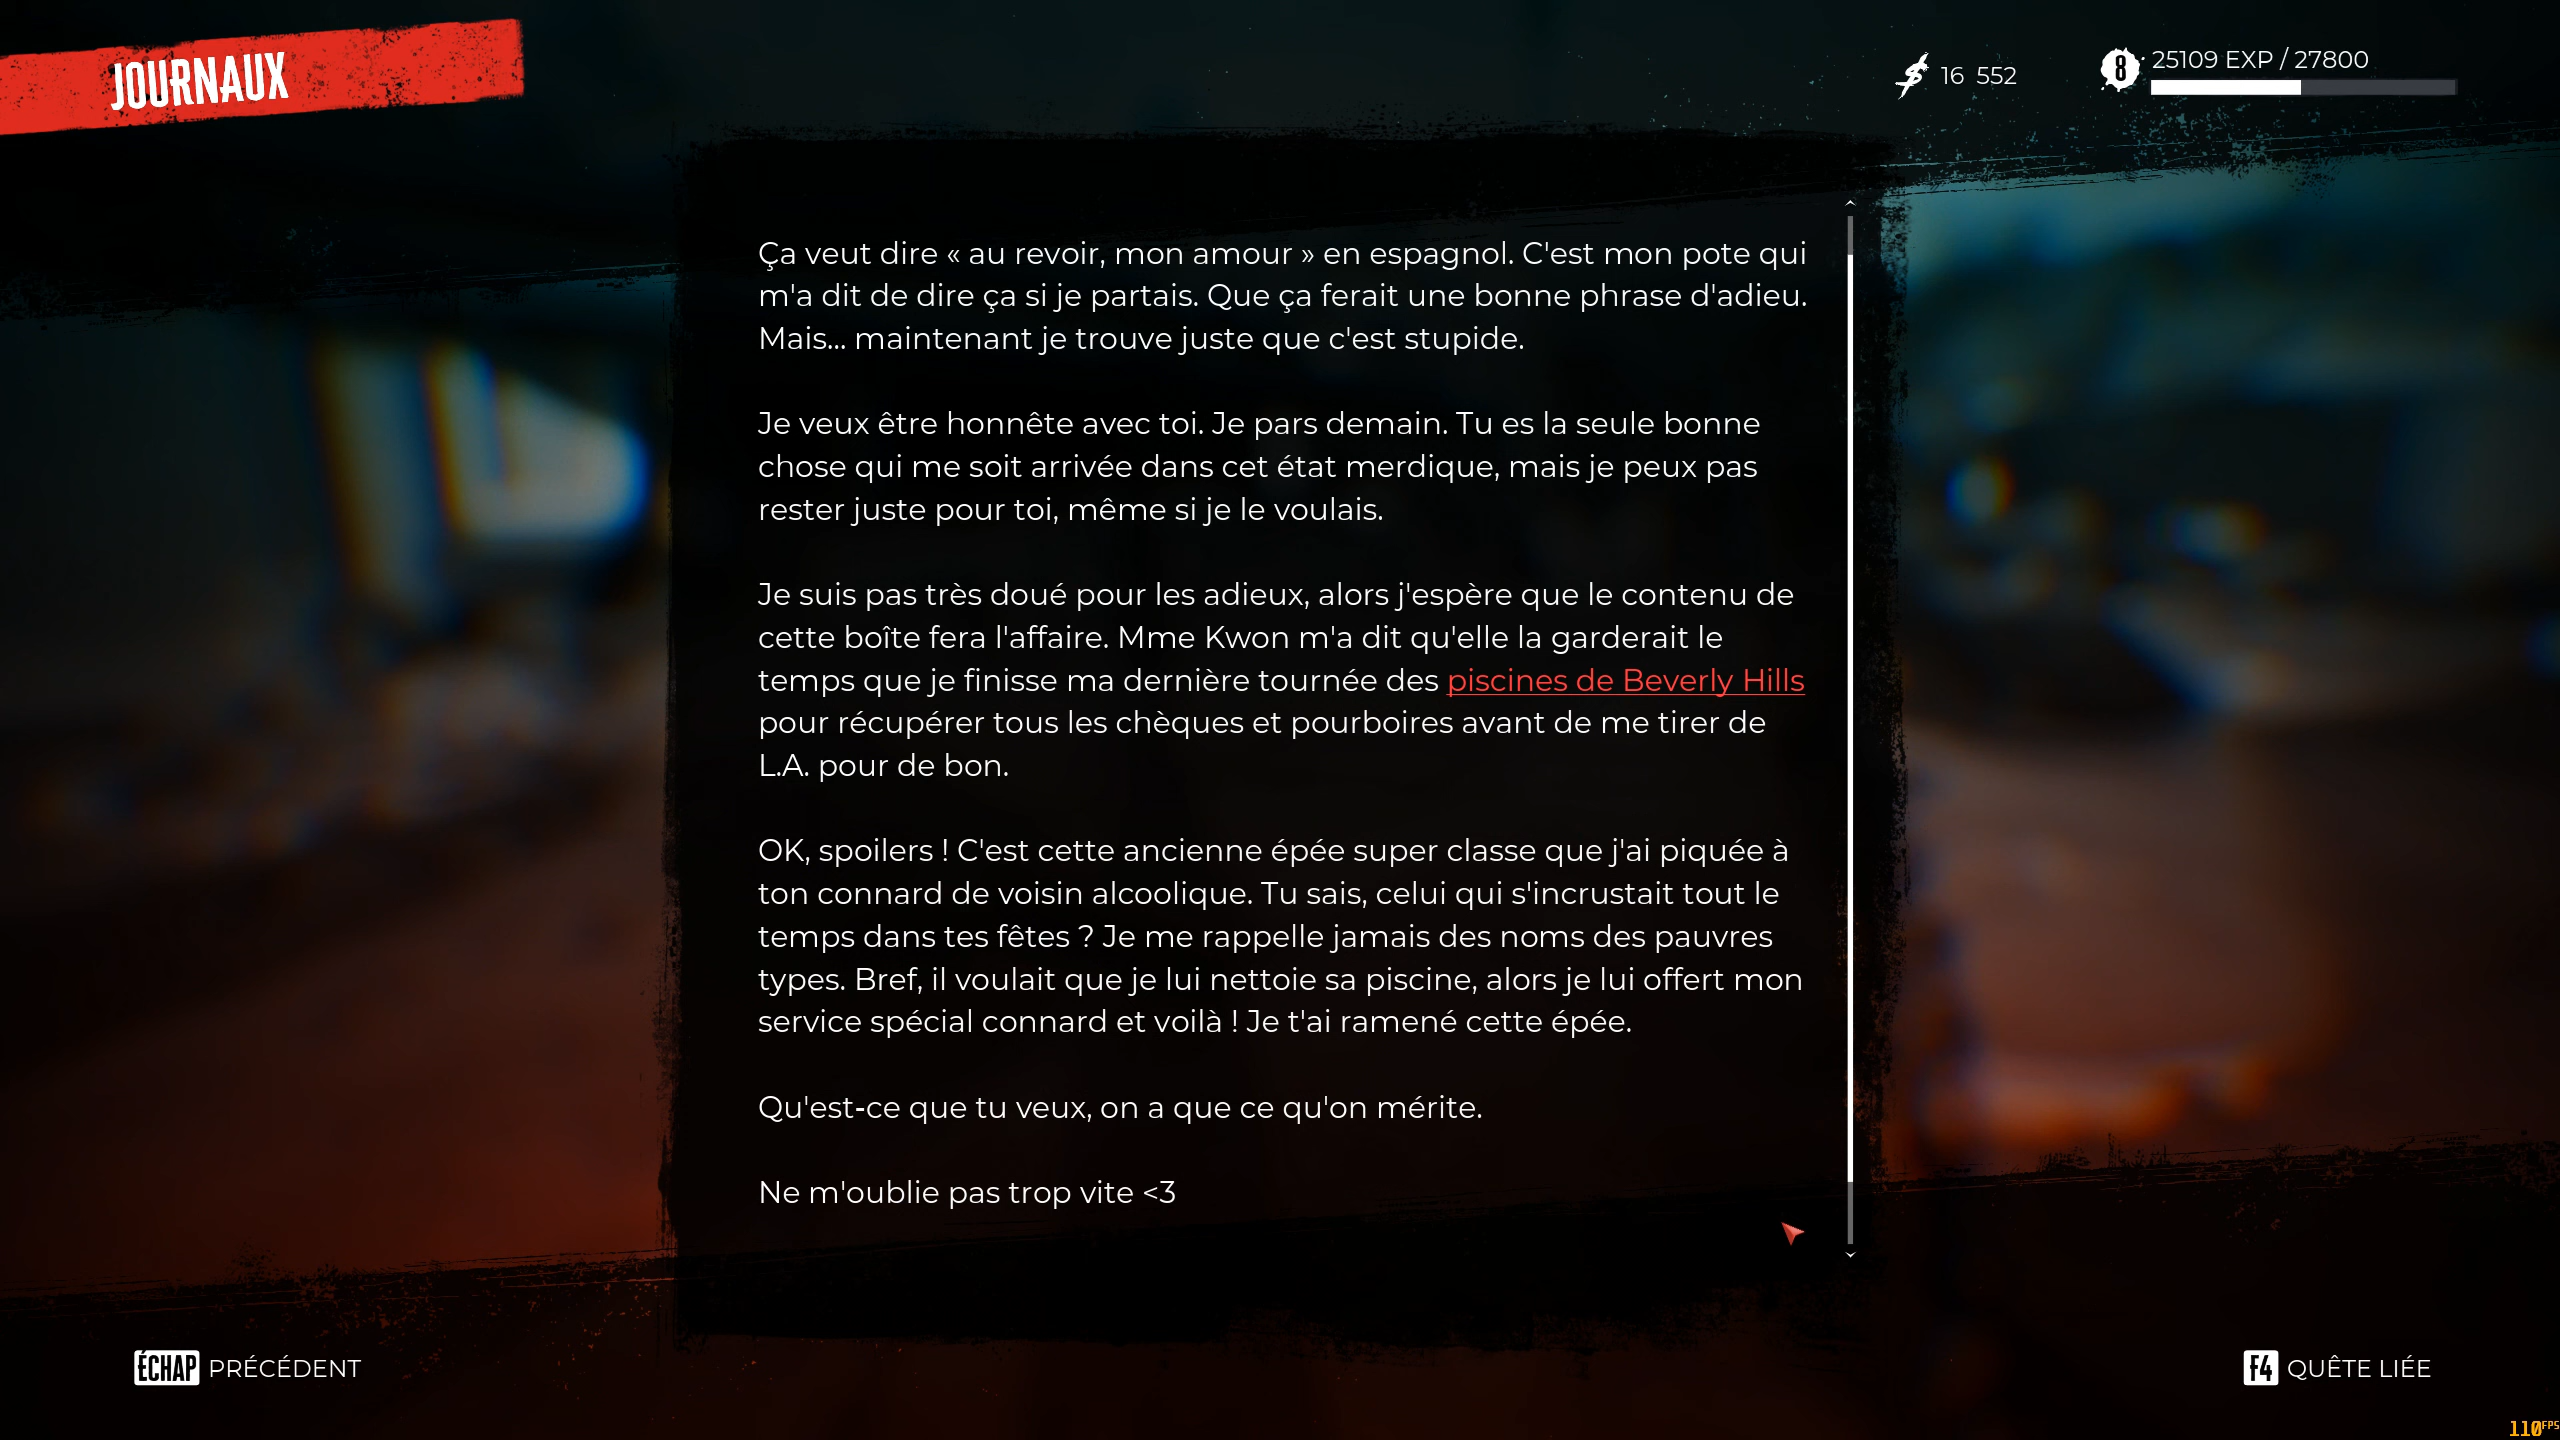 JOURNAUX
16 552
8
25109 EXP / 27800
Ça veut dire « au revoir, mon amour » en espagnol. C'est mon pote qui
m'a dit de dire ça si je partais. Que ça ferait une bonne phrase d'adieu.
Mais... maintenant je trouve juste que c'est stupide.
Je veux être honnête avec toi. Je pars demain. Tu es la seule bonne
chose qui me soit arrivée dans cet état merdique, mais je peux pas
rester juste pour toi, même si je le voulais.
Je suis pas très doué pour les adieux, alors j'espère que le contenu de
cette boîte fera l'affaire. Mme Kwon m'a dit qu'elle la garderait le
temps que je finisse ma dernière tournée des piscines de Beverly Hills
pour récupérer tous les chèques et pourboires avant de me tirer de
L.A. pour de bon.
OK, spoilers ! C'est cette ancienne épée super classe que j'ai piquée à
ton connard de voisin alcoolique. Tu sais, celui qui s'incrustait tout le
temps dans tes fêtes ? Je me rappelle jamais des noms des pauvres
types. Bref, il voulait que je lui nettoie sa piscine, alors je lui offert mon
service spécial connard et voilà ! Je t'ai ramené cette épée.
Qu'est-ce que tu veux, on a que ce qu'on mérite.
Ne m'oublie pas trop vite <3
ÉCHAP PRÉCÉDENT
F4 QUÊTE LIÉE
110 FPS